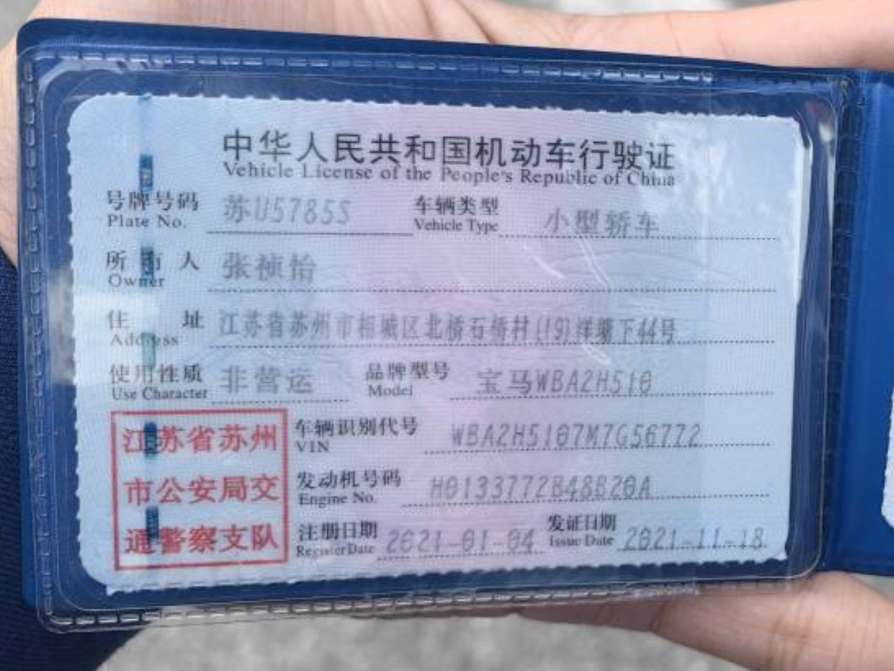 中华人民共和国机动车行驶证
Vehicle License of the People's Republic of China
号牌号码 苏U5785S 车辆类型 小型轿车
Plate No. Vehicle Type
所有人 张祯怡
Owner
住址 江苏省苏州市相城区北桥石桥村(19)洋塘下44号
Address
使用性质 非营运 品牌型号 宝马WBA2H510
Use Character Model
江苏省苏州 车辆识别代号 WBA2H5107M7G56772
VIN
市公安局交 发动机号码 H0133772B48B20A
Engine No.
通警察支队 注册日期 2021-01-04 发证日期 2021-11-18
Register Date Issue Date